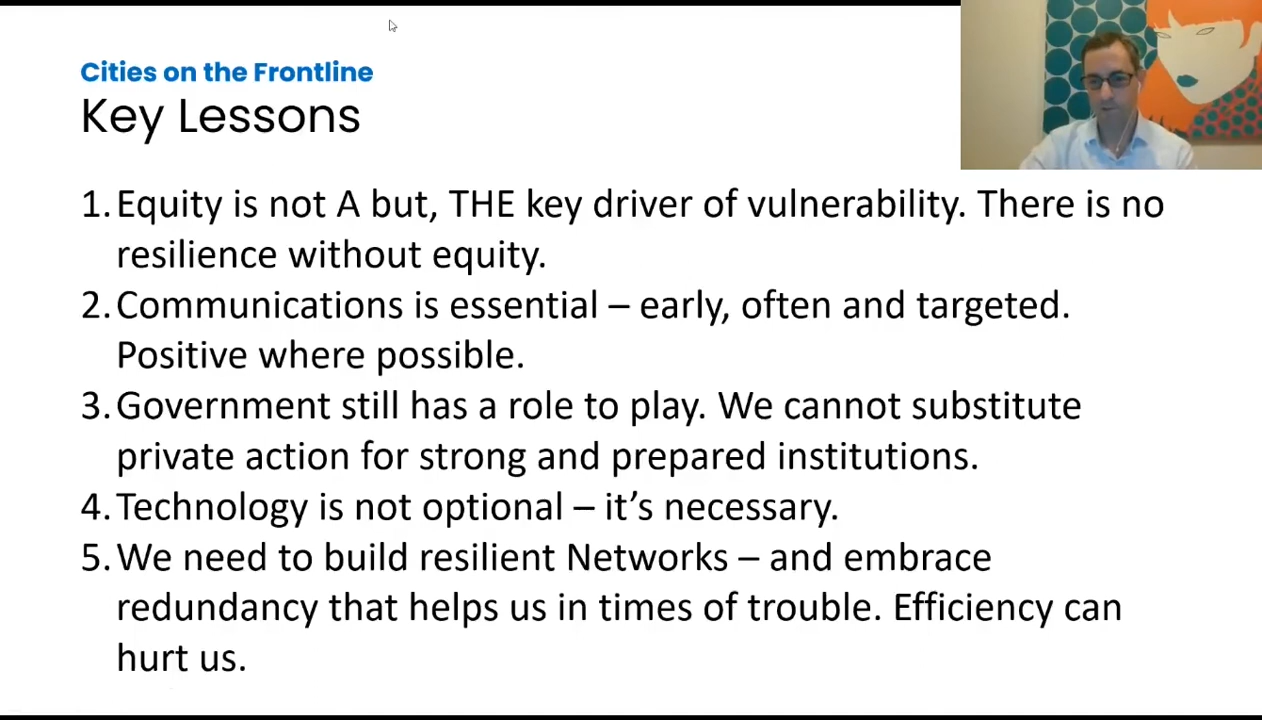 Cities on the Frontline
Key Lessons
1. Equity is not A but, THE key driver of vulnerability. There is no
resilience without equity.
2. Communications is essential – early, often and targeted.
Positive where possible.
3. Government still has a role to play. We cannot substitute
private action for strong and prepared institutions.
4. Technology is not optional – it’s necessary.
5. We need to build resilient Networks – and embrace
redundancy that helps us in times of trouble. Efficiency can
hurt us.